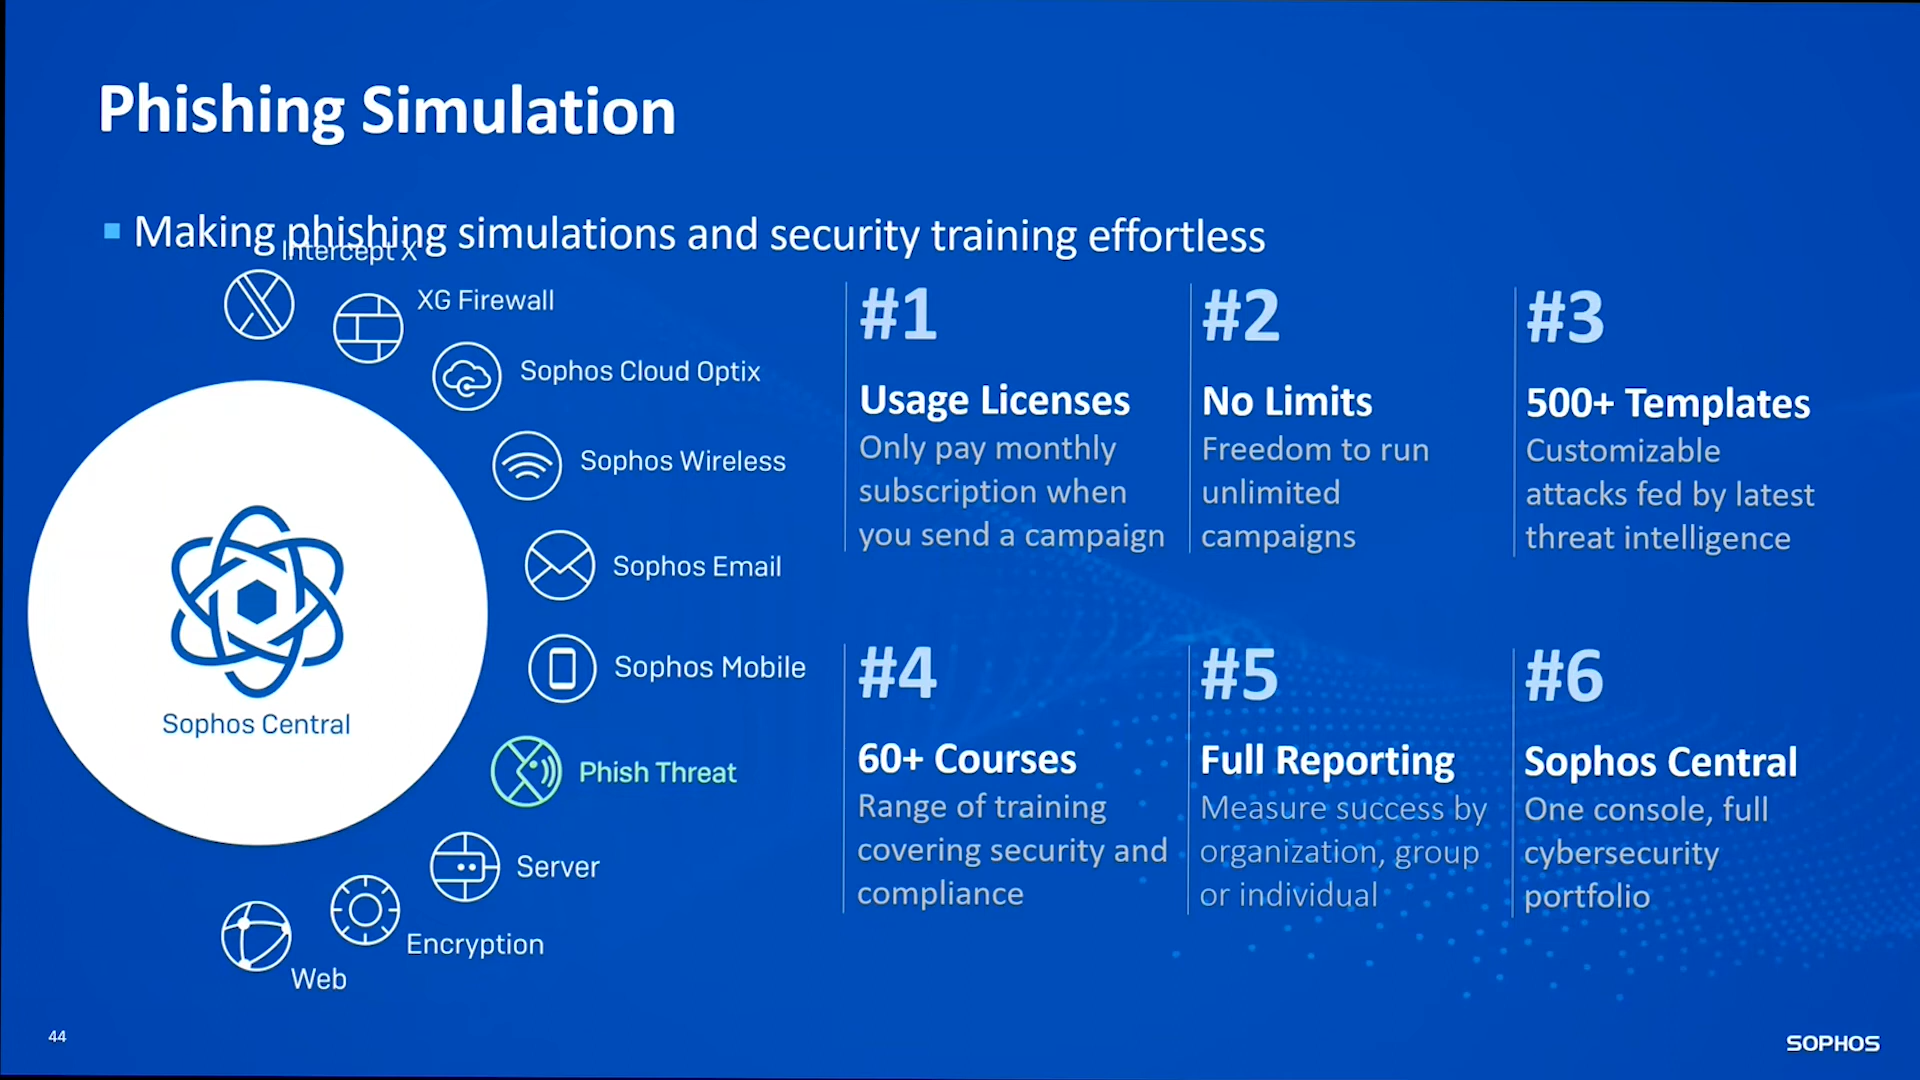 Phishing Simulation
Making phishing simulations and security training effortless
Intercept X
XG Firewall
Sophos Cloud Optix
Sophos Wireless
Sophos Email
Sophos Mobile
Phish Threat
Server
Encryption
Web
Sophos Central
#1
Usage Licenses
Only pay monthly
subscription when
you send a campaign
#2
No Limits
Freedom to run
unlimited
campaigns
#3
500+ Templates
Customizable
attacks fed by latest
threat intelligence
#4
60+ Courses
Range of training
covering security and
compliance
#5
Full Reporting
Measure success by
organization, group
or individual
#6
Sophos Central
One console, full
cybersecurity
portfolio
44
SOPHOS